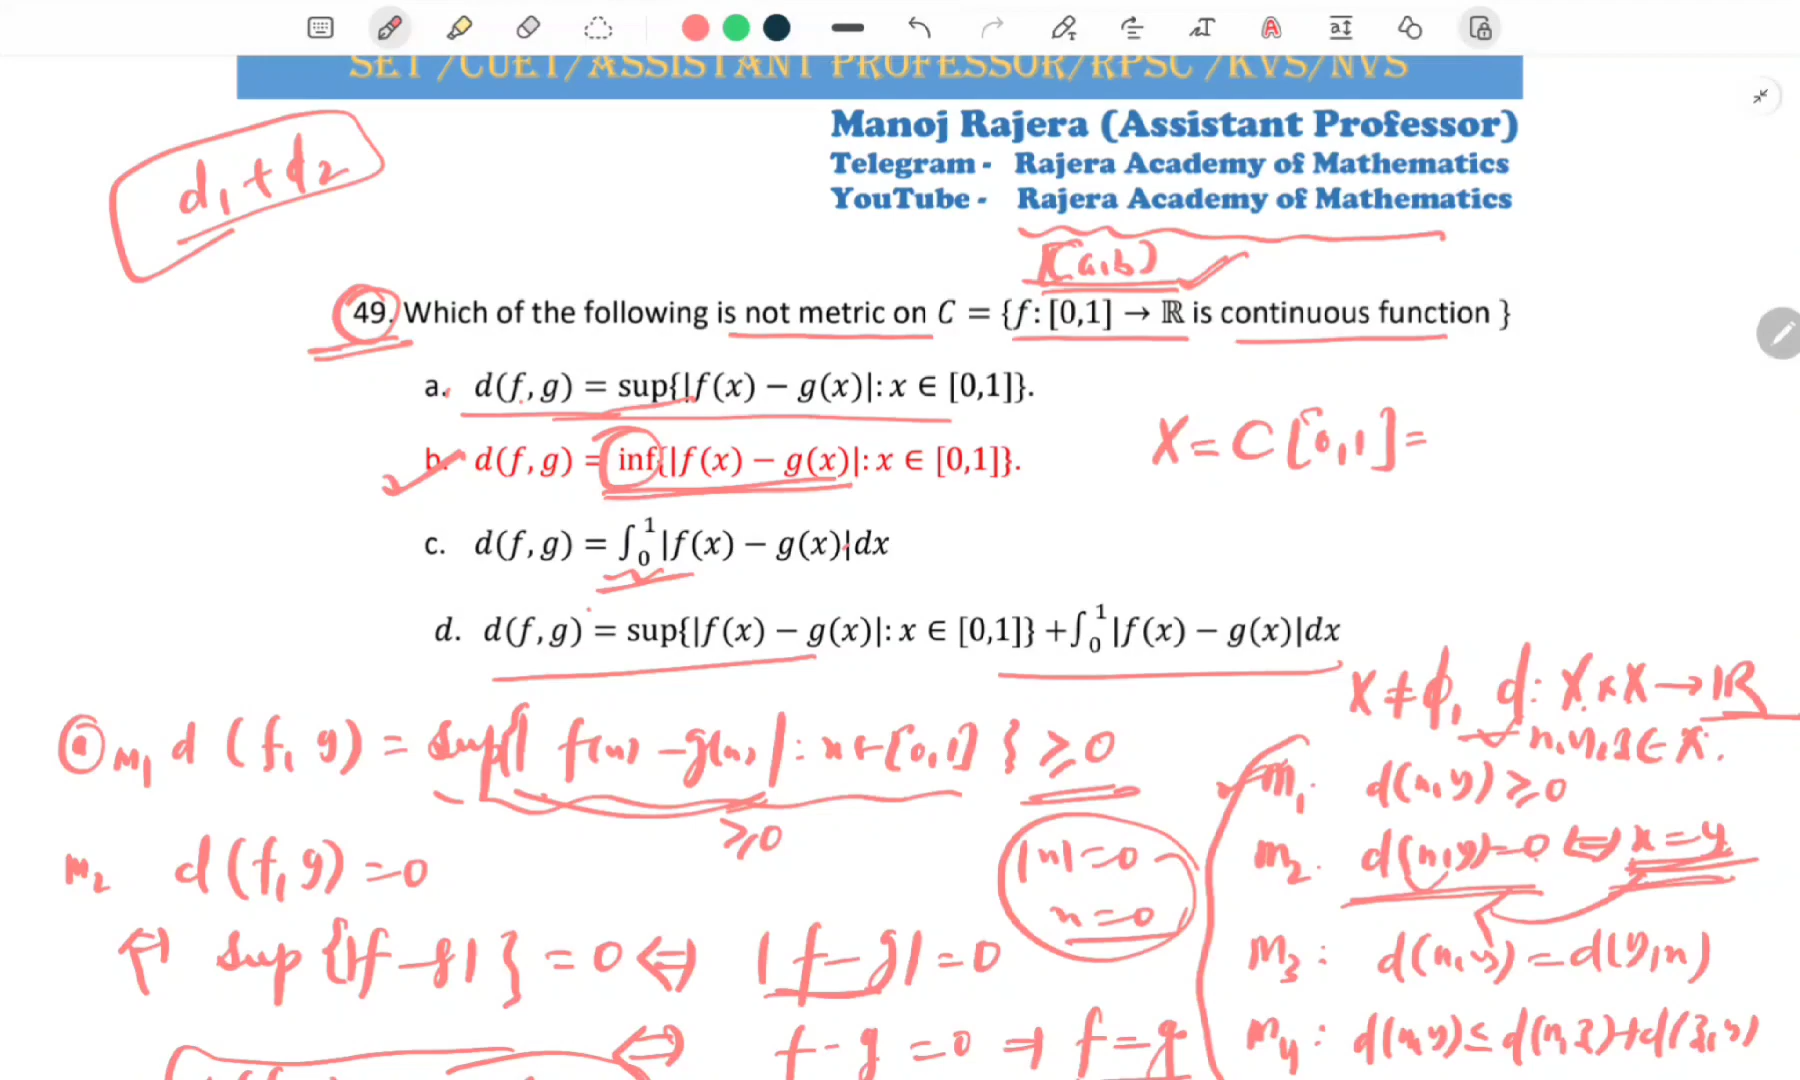 SET /CUET/ASSISTANT PROFESSOR/RPSC /KVS/NVS
Manoj Rajera (Assistant Professor)
Telegram - Rajera Academy of Mathematics
YouTube - Rajera Academy of Mathematics
d₁+d₂
[a,b]
49. Which of the following is not metric on C = {f: [0,1] → ℝ is continuous function }
a. d(f, g) = sup{|f(x) − g(x)|: x ∈ [0,1]}.
b. d(f, g) = inf{|f(x) − g(x)|: x ∈ [0,1]}.
X = C[0,1] =
c. d(f, g) = ∫₀¹|f(x) − g(x)|dx
d. d(f, g) = sup{|f(x) − g(x)|: x ∈ [0,1]} +∫₀¹|f(x) − g(x)|dx
X ≠ ϕ, d: X×X → ℝ
x,y,z ∈ X.
ⓐ M₁ d(f, g) = sup{|f(x) − g(x)|: x ∈ [0,1]} ≥ 0
≥0
M₁. d(x,y) ≥ 0
M₂ d(f,g) = 0
|x|=0
x=0
M₂. d(x,y)=0 ⇔ x=y
⇔ sup{|f−g|} = 0 ⇔ |f−g| = 0
M₃: d(x,y) = d(y,x)
⇔ f−g = 0 ⇒ f=g
M₄: d(x,y) ≤ d(x,z)+d(z,y)